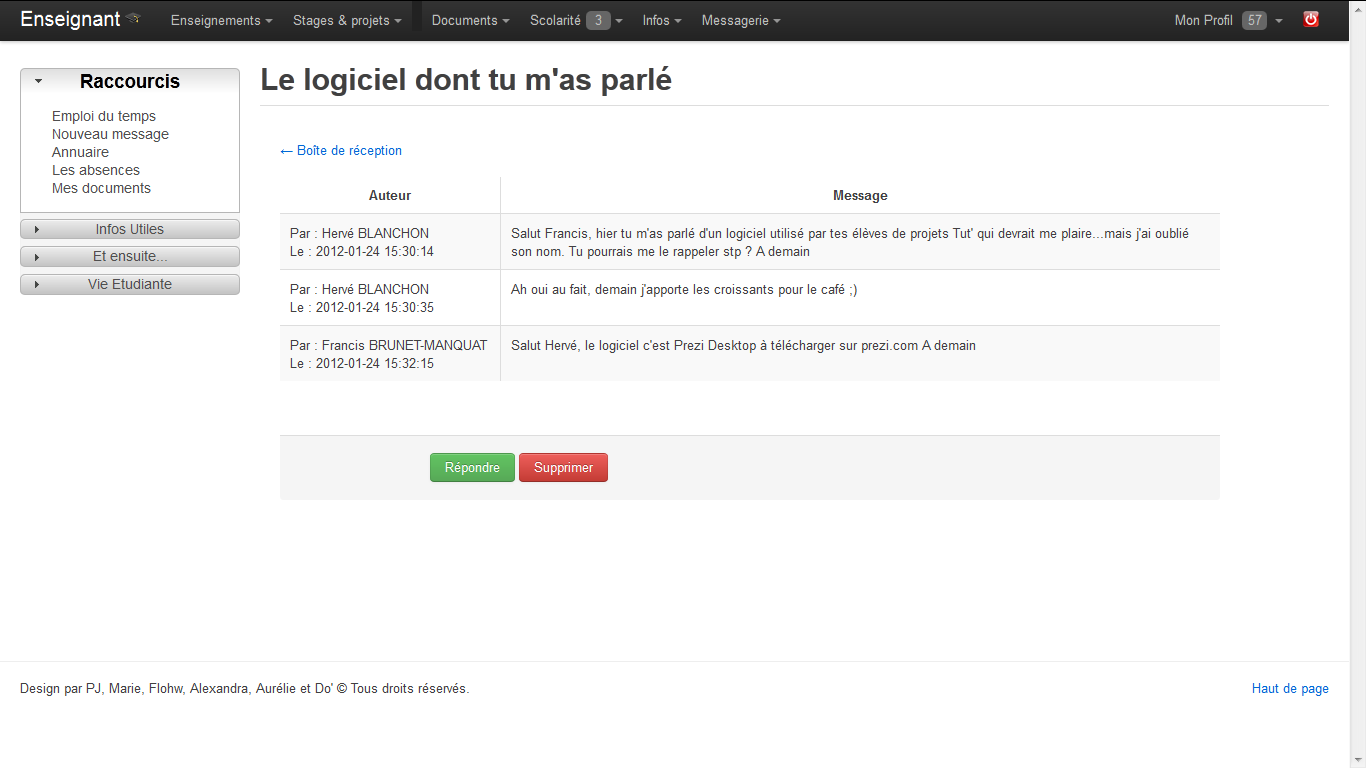 Enseignant Enseignements Stages & projets Documents Scolarité 3 Infos Messagerie Mon Profil 57
Raccourcis
Emploi du temps
Nouveau message
Annuaire
Les absences
Mes documents
Infos Utiles
Et ensuite...
Vie Etudiante
Le logiciel dont tu m'as parlé
← Boîte de réception
Auteur Message
Par : Hervé BLANCHON
Le : 2012-01-24 15:30:14
Salut Francis, hier tu m'as parlé d'un logiciel utilisé par tes élèves de projets Tut' qui devrait me plaire...mais j'ai oublié
son nom. Tu pourrais me le rappeler stp ? A demain
Par : Hervé BLANCHON
Le : 2012-01-24 15:30:35
Ah oui au fait, demain j'apporte les croissants pour le café ;)
Par : Francis BRUNET-MANQUAT
Le : 2012-01-24 15:32:15
Salut Hervé, le logiciel c'est Prezi Desktop à télécharger sur prezi.com A demain
Répondre Supprimer
Design par PJ, Marie, Flohw, Alexandra, Aurélie et Do' © Tous droits réservés. Haut de page